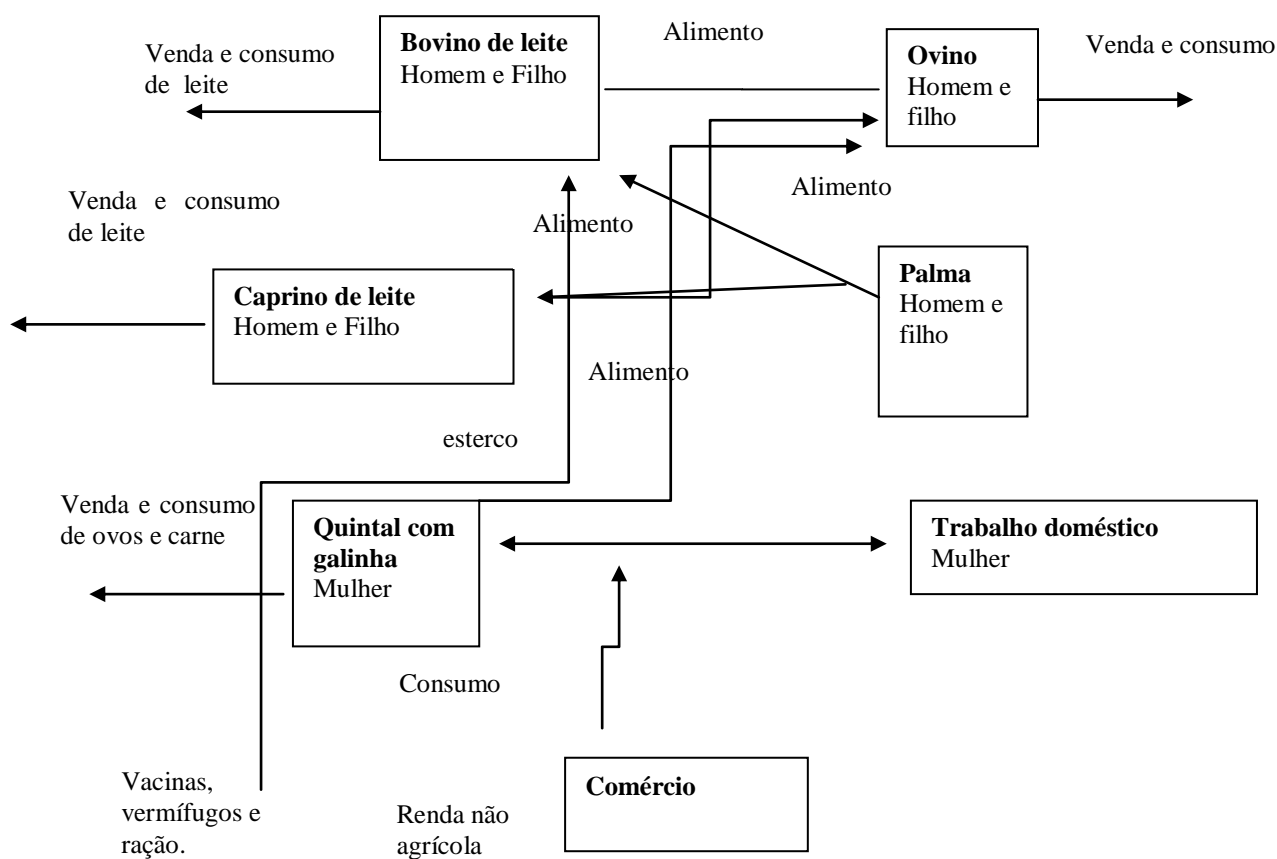 Alimento
Venda e consumo
de leite
Bovino de leite
Homem e Filho
Ovino
Homem e
filho
Venda e consumo
Alimento
Venda e consumo
de leite
Alimento
Palma
Homem e
filho
Caprino de leite
Homem e Filho
Alimento
esterco
Venda e consumo
de ovos e carne
Quintal com
galinha
Mulher
Trabalho doméstico
Mulher
Consumo
Vacinas,
vermífugos e
ração.
Renda não
agrícola
Comércio